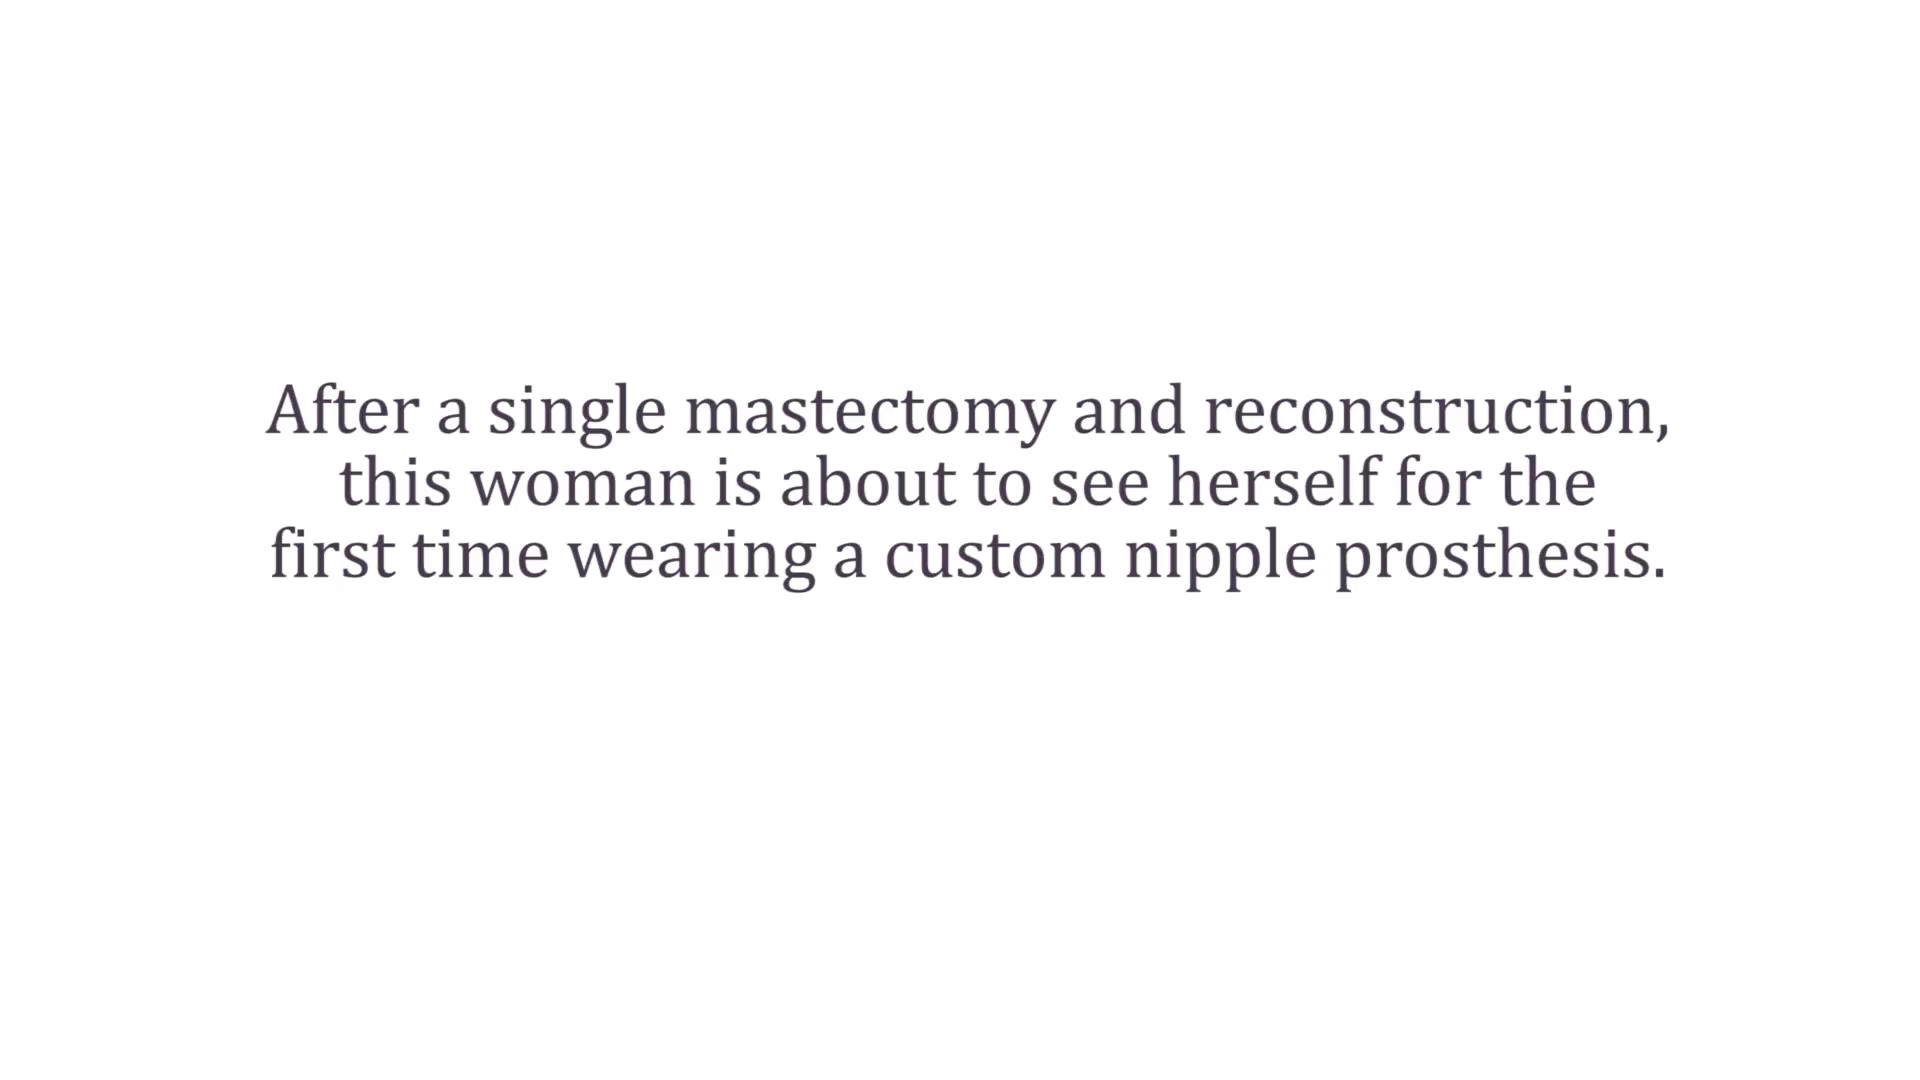 After a single mastectomy and reconstruction,
this woman is about to see herself for the
first time wearing a custom nipple prosthesis.